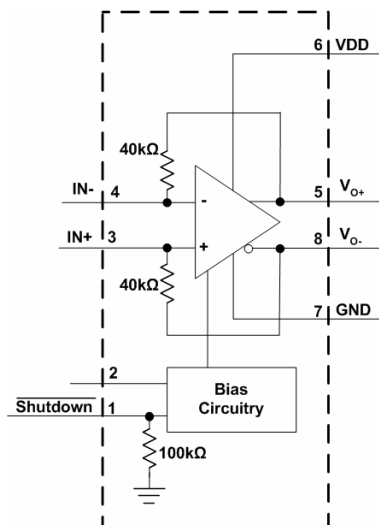 6 VDD
40kΩ
IN- 4
-
5 VO+
IN+ 3
+
8 VO-
40kΩ
7 GND
2
Bias
Circuitry
Shutdown 1
100kΩ